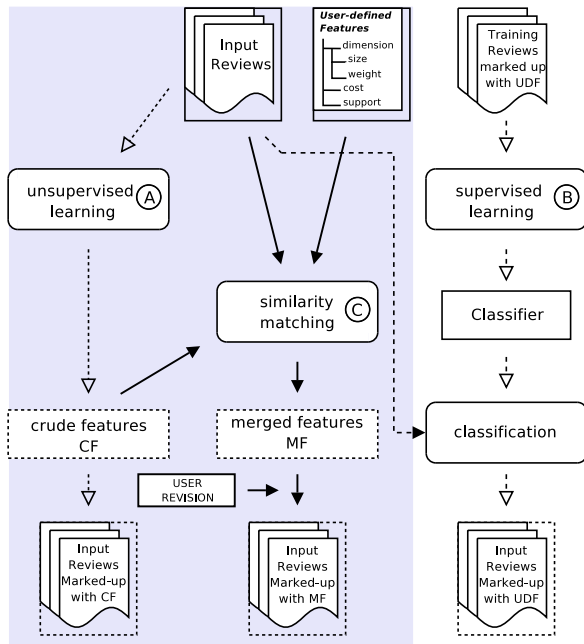 Input
Reviews
User-defined
Features
dimension
size
weight
cost
support
Training
Reviews
marked up
with UDF
unsupervised
learning
A
supervised
learning
B
similarity
matching
C
Classifier
crude features
CF
merged features
MF
classification
USER
REVISION
Input
Reviews
Marked-up
with CF
Input
Reviews
Marked-up
with MF
Input
Reviews
Marked-up
with UDF